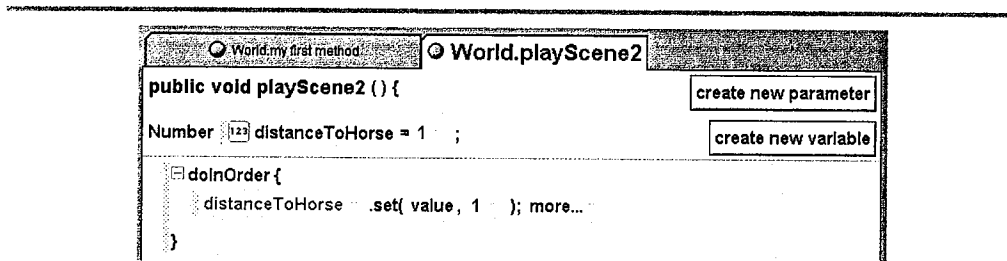 World.my first method World.playScene2
public void playScene2 () {
create new parameter
Number 123 distanceToHorse = 1 ;
create new variable
doInOrder {
distanceToHorse .set( value , 1 ); more...
}